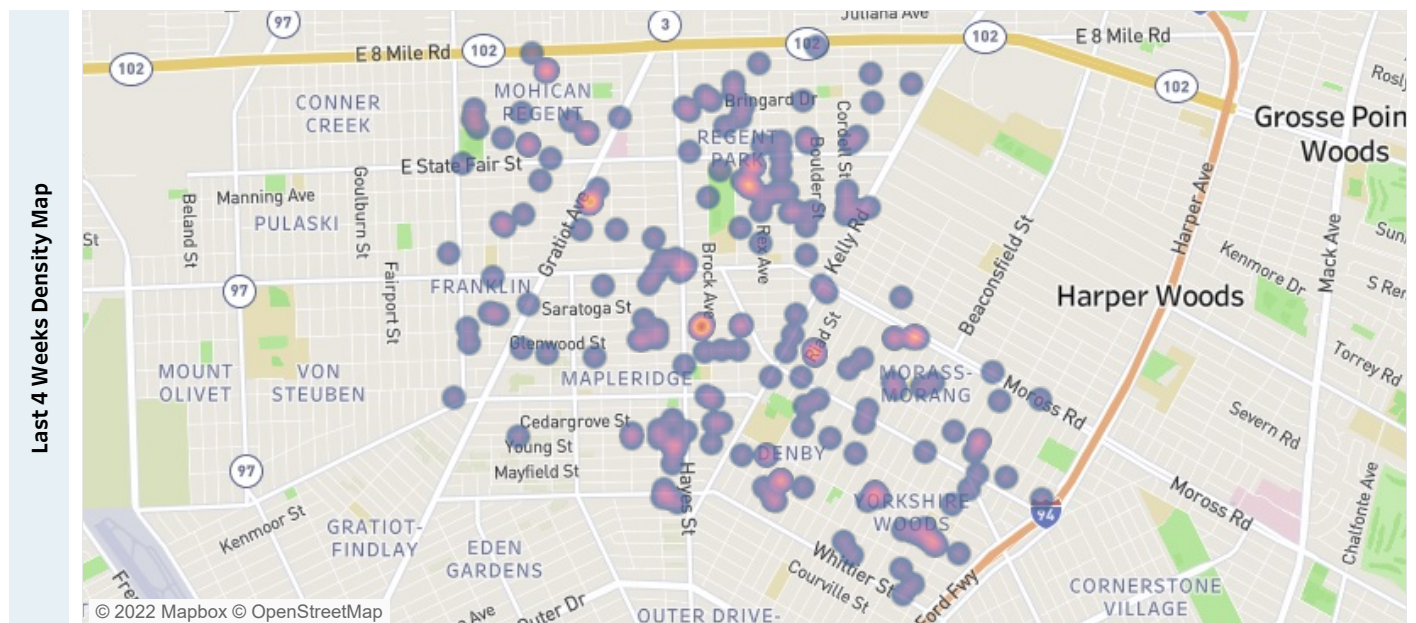 Last 4 Weeks Density Map
97
3
Juliana Ave
102
E 8 Mile Rd
102
102
102
E 8 Mile Rd
102
CONNER
CREEK
MOHICAN
REGENT
Bringard Dr
REGENT
PARK
Cordell St
Boulder St
Grosse Poin
Woods
E State Fair St
Beland St
Manning Ave
PULASKI
Goulburn St
Gratiot Ave
Brock Ave
Rex Ave
Kelly Rd
Beaconsfield St
Harper Ave
Mack Ave
Kenmore Dr
S Re
St
Fairport St
97
FRANKLIN
Saratoga St
Harper Woods
Glenwood St
Torrey Rd
MOUNT
OLIVET
VON
STEUBEN
MAPLERIDGE
MORASS-
MORANG
Moross Rd
Severn Rd
Cedargrove St
Young St
Mayfield St
DENBY
Hayes St
97
Kenmoor St
GRATIOT-
FINDLAY
EDEN
GARDENS
YORKSHIRE
WOODS
94
Moross Rd
Chalfonte Ave
Whittier St
Courville St
CORNERSTONE
VILLAGE
Ford Fwy
Outer Dr
OUTER DRIVE-
Ave
© 2022 Mapbox © OpenStreetMap